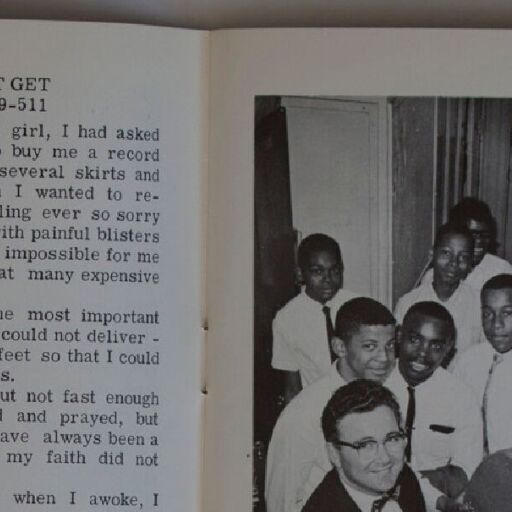 T GET
9-511
girl, I had asked
buy me a record
several skirts and
I wanted to re-
ling ever so sorry
ith painful blisters
impossible for me
at many expensive
he most important
could not deliver -
feet so that I could
s.
ut not fast enough
d and prayed, but
ave always been a
my faith did not
when I awoke, I